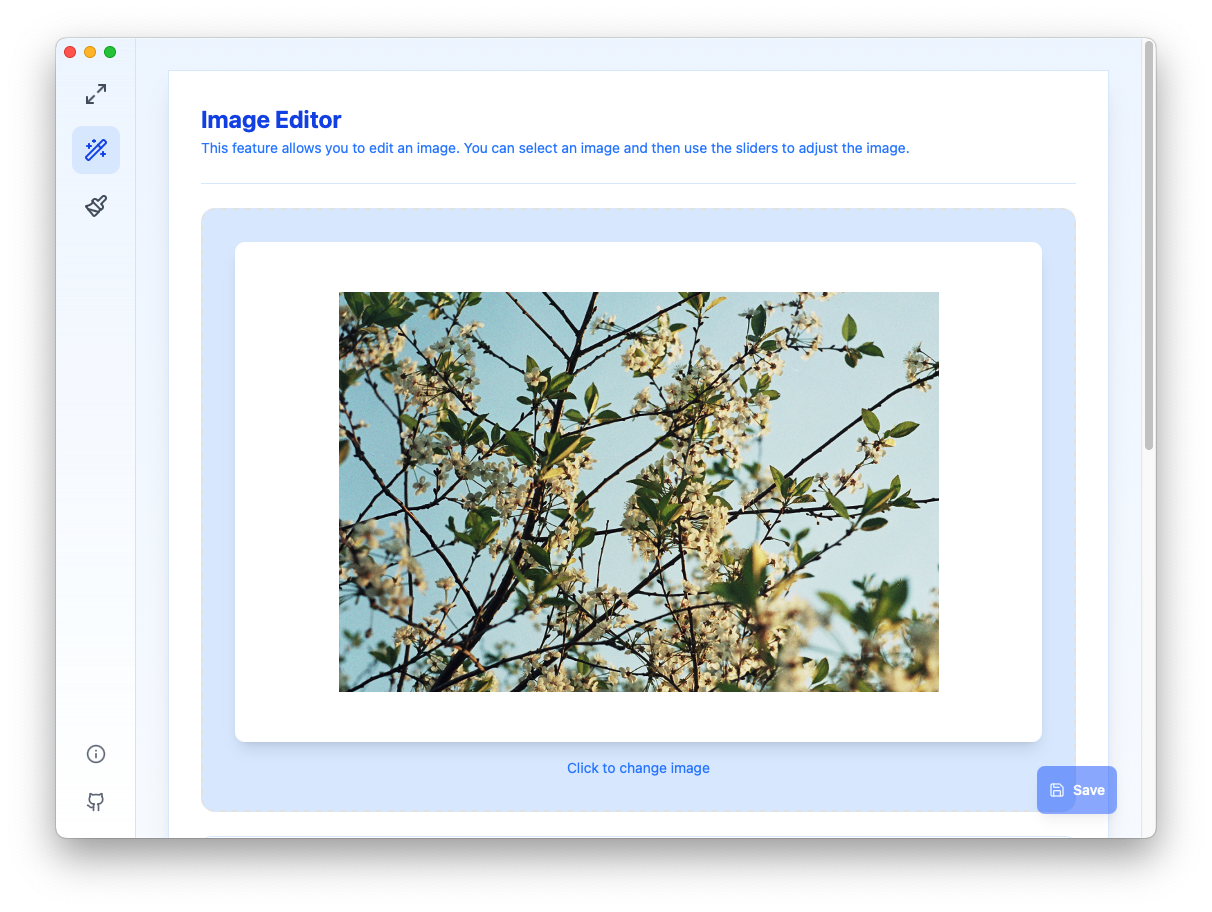 Image Editor
This feature allows you to edit an image. You can select an image and then use the sliders to adjust the image.
Click to change image
Save